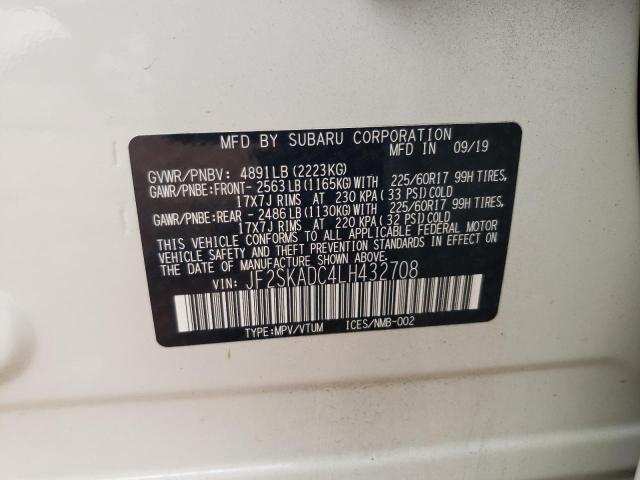 MFD BY SUBARU CORPORATION
MFD IN 09/19
GVWR/PNBV: 4891LB (2223KG)
GAWR/PNBE: FRONT- 2563LB (1165KG) WITH 225/60R17 99H TIRES,
17X7J RIMS AT 230 KPA (33 PSI) COLD
GAWR/PNBE: REAR - 2486LB (1130KG) WITH 225/60R17 99H TIRES,
17X7J RIMS AT 220 KPA (32 PSI) COLD
THIS VEHICLE CONFORMS TO ALL APPLICABLE FEDERAL MOTOR
VEHICLE SAFETY AND THEFT PREVENTION STANDARDS IN EFFECT
ON THE DATE OF MANUFACTURE SHOWN ABOVE.
VIN: JF2SKADC4LH432708
TYPE:MPV/VTUM ICES/NMB-002